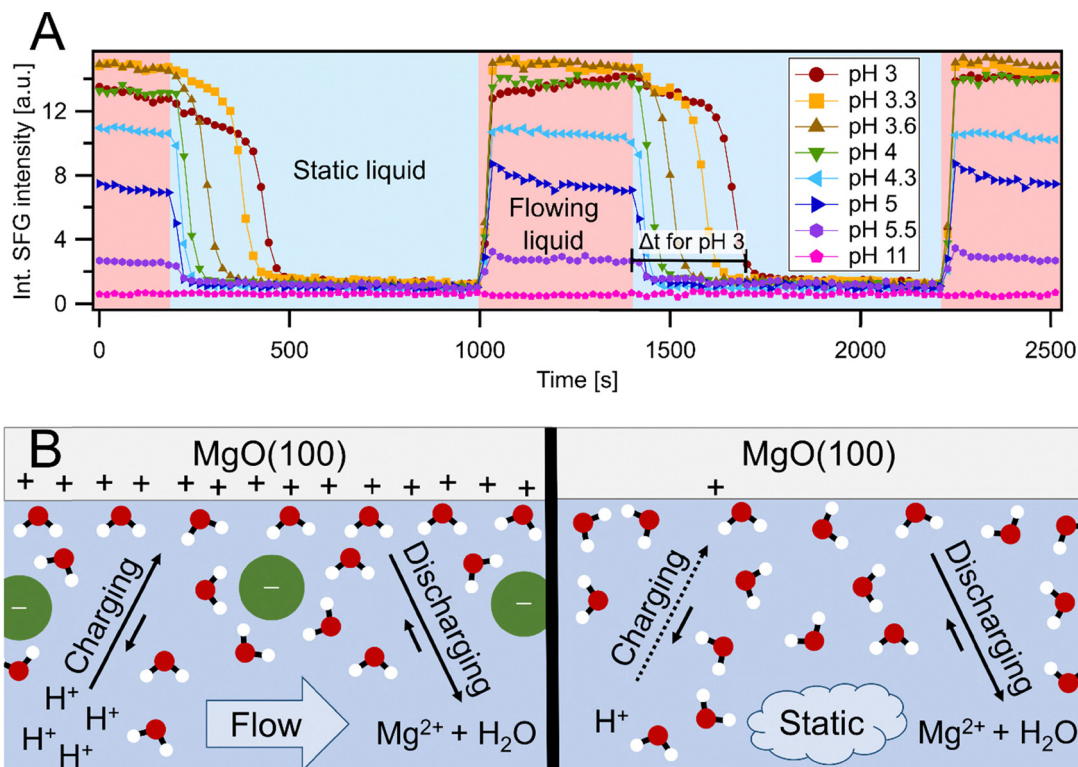 A
Int. SFG intensity [a.u.]
12
8
4
0
Static liquid
Flowing
liquid
Δt for pH 3
pH 3
pH 3.3
pH 3.6
pH 4
pH 4.3
pH 5
pH 5.5
pH 11
0
500
1000
1500
2000
2500
Time [s]
B
MgO(100)
+ + + + + + + + + + + + + +
Charging
Discharging
− − −
H⁺
H⁺ H⁺
H⁺
Flow
Mg²⁺ + H₂O
MgO(100)
+
Charging
Discharging
H⁺
Static
Mg²⁺ + H₂O